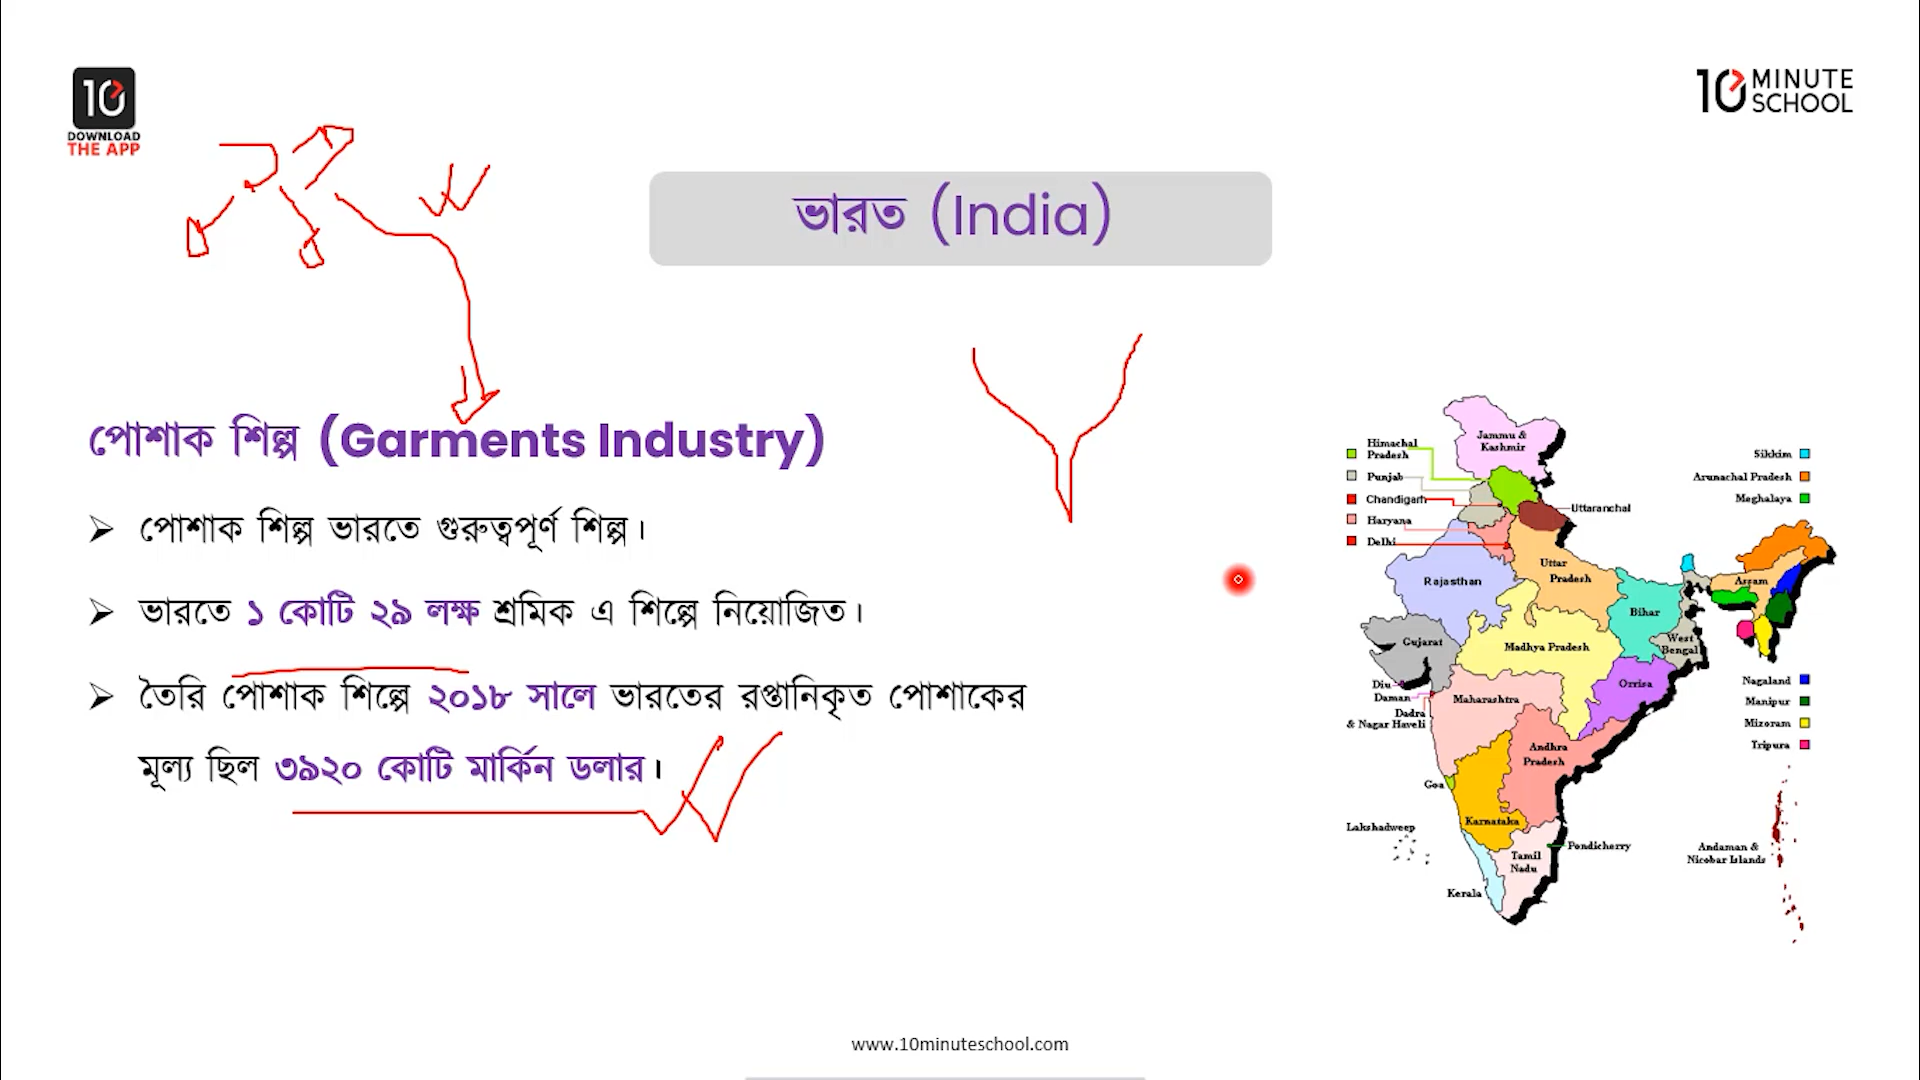 10
DOWNLOAD
THE APP
10 MINUTE
SCHOOL
ভারত (India)
পোশাক শিল্প (Garments Industry)
পোশাক শিল্প ভারতে গুরুত্বপূর্ণ শিল্প।
ভারতে ১ কোটি ২৯ লক্ষ শ্রমিক এ শিল্পে নিয়োজিত।
তৈরি পোশাক শিল্পে ২০১৮ সালে ভারতের রপ্তানিকৃত পোশাকের
মূল্য ছিল ৩৯২০ কোটি মার্কিন ডলার।
Jammu &
Kashmir
Himachal
Pradesh
Punjab
Chandigarh
Haryana
Delhi
Uttaranchal
Sikkim
Arunachal Pradesh
Meghalaya
Rajasthan
Uttar
Pradesh
Bihar
Assam
Gujarat
Madhya Pradesh
West
Bengal
Diu
Daman
Dadra
& Nagar Haveli
Maharashtra
Orrisa
Nagaland
Manipur
Mizoram
Tripura
Andhra
Pradesh
Goa
Karnataka
Lakshadweep
Pondicherry
Tamil
Nadu
Kerala
Andaman &
Nicobar Islands
www.10minuteschool.com